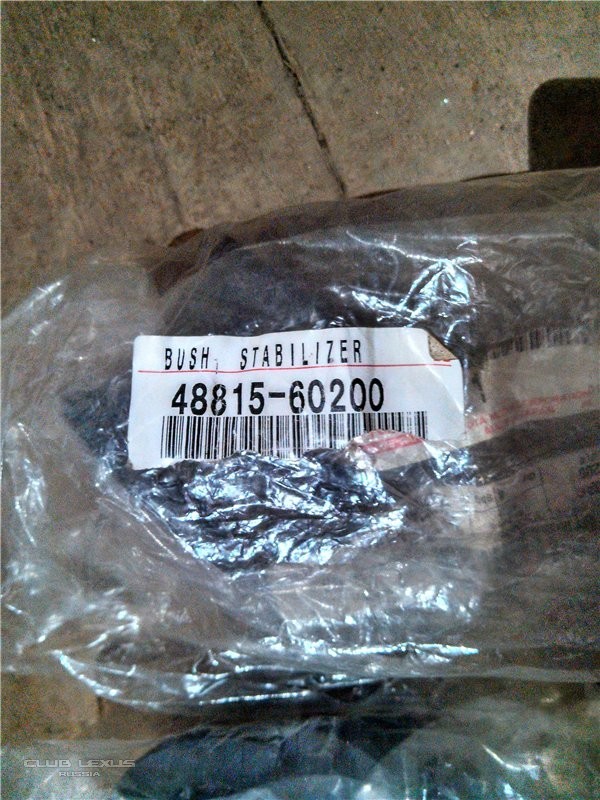 BUSH, STABILIZER
48815-60200
CLUB LEXUS
RUSSIA